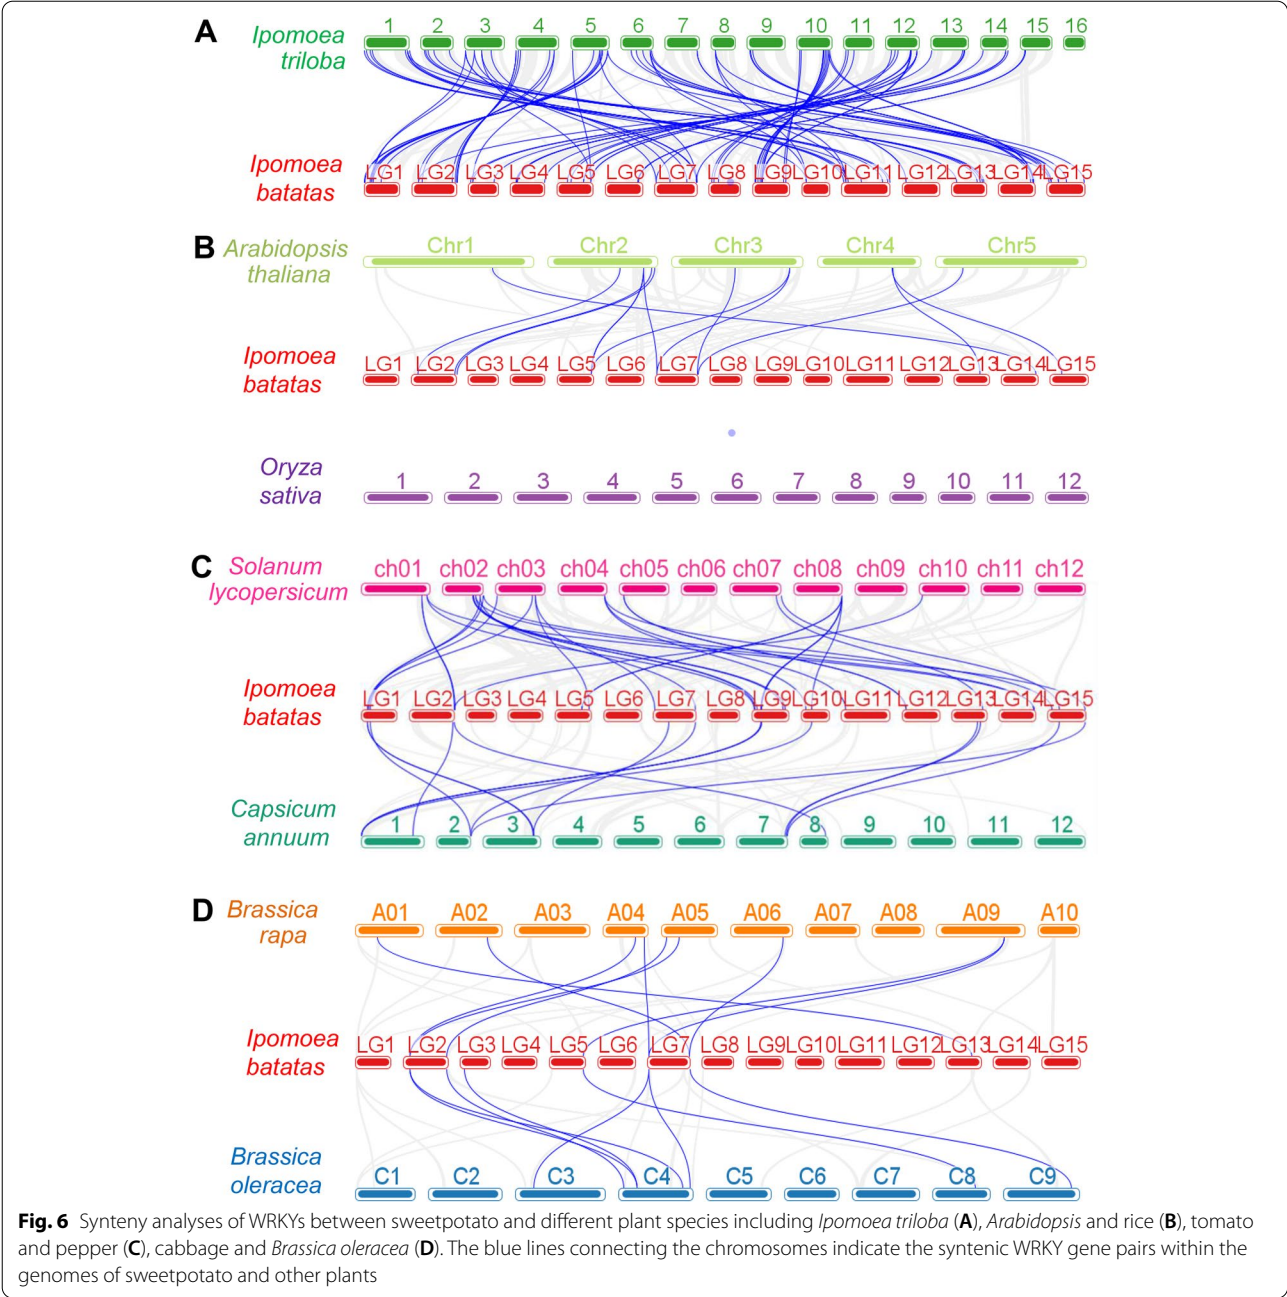 A
Ipomoea
triloba
1 2 3 4 5 6 7 8 9 10 11 12 13 14 15 16
Ipomoea
batatas
LG1 LG2 LG3 LG4 LG5 LG6 LG7 LG8 LG9 LG10 LG11 LG12 LG13 LG14 LG15
B
Arabidopsis
thaliana
Chr1 Chr2 Chr3 Chr4 Chr5
Ipomoea
batatas
LG1 LG2 LG3 LG4 LG5 LG6 LG7 LG8 LG9 LG10 LG11 LG12 LG13 LG14 LG15
Oryza
sativa
1 2 3 4 5 6 7 8 9 10 11 12
C
Solanum
lycopersicum
ch01 ch02 ch03 ch04 ch05 ch06 ch07 ch08 ch09 ch10 ch11 ch12
Ipomoea
batatas
LG1 LG2 LG3 LG4 LG5 LG6 LG7 LG8 LG9 LG10 LG11 LG12 LG13 LG14 LG15
Capsicum
annuum
1 2 3 4 5 6 7 8 9 10 11 12
D
Brassica
rapa
A01 A02 A03 A04 A05 A06 A07 A08 A09 A10
Ipomoea
batatas
LG1 LG2 LG3 LG4 LG5 LG6 LG7 LG8 LG9 LG10 LG11 LG12 LG13 LG14 LG15
Brassica
oleracea
C1 C2 C3 C4 C5 C6 C7 C8 C9
Fig. 6 Synteny analyses of WRKYs between sweetpotato and different plant species including Ipomoea triloba (A), Arabidopsis and rice (B), tomato
and pepper (C), cabbage and Brassica oleracea (D). The blue lines connecting the chromosomes indicate the syntenic WRKY gene pairs within the
genomes of sweetpotato and other plants